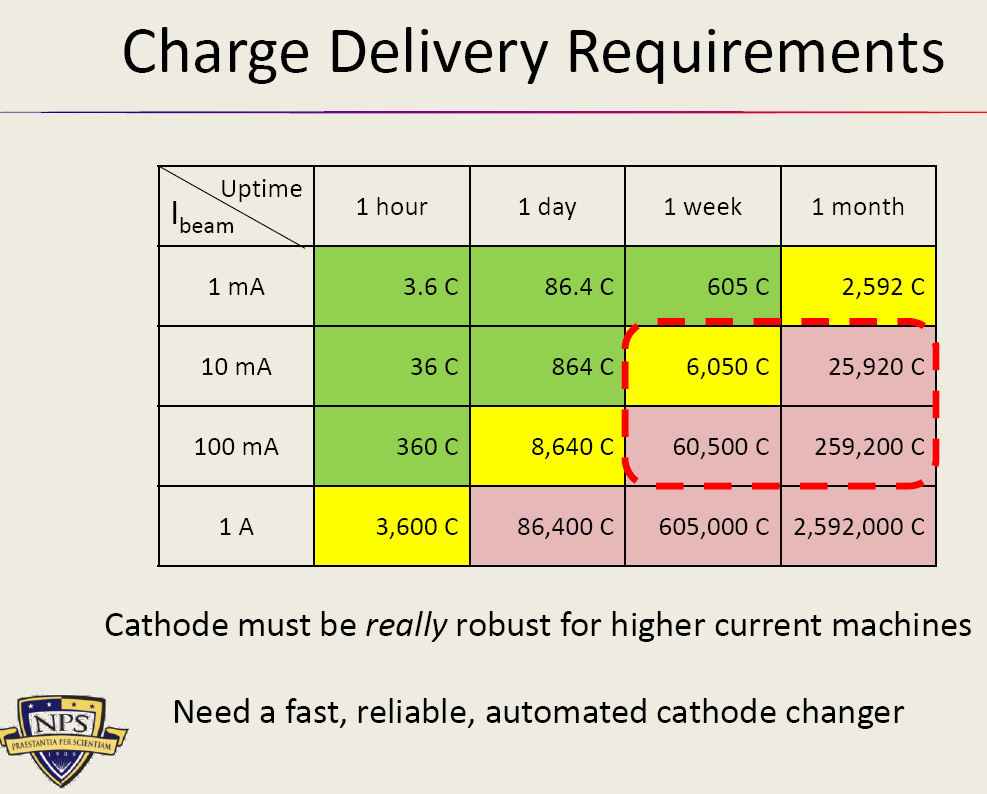 Charge Delivery Requirements
Uptime
I beam
1 hour 1 day 1 week 1 month
1 mA 3.6 C 86.4 C 605 C 2,592 C
10 mA 36 C 864 C 6,050 C 25,920 C
100 mA 360 C 8,640 C 60,500 C 259,200 C
1 A 3,600 C 86,400 C 605,000 C 2,592,000 C
Cathode must be really robust for higher current machines
Need a fast, reliable, automated cathode changer
NPS
PRAESTANTIA PER SCIENTIAM
1909